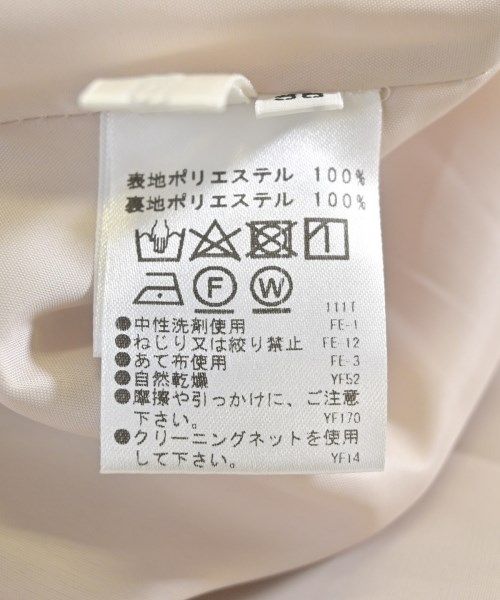 表地ポリエステル 100%
裏地ポリエステル 100%
F W
111T
●中性洗剤使用 FE-1
●ねじり又は絞り禁止 FE-12
●あて布使用 FE-3
●自然乾燥 YF52
●摩擦や引っかけに、ご注意
下さい。 YF170
●クリーニングネットを使用
して下さい。 YF14